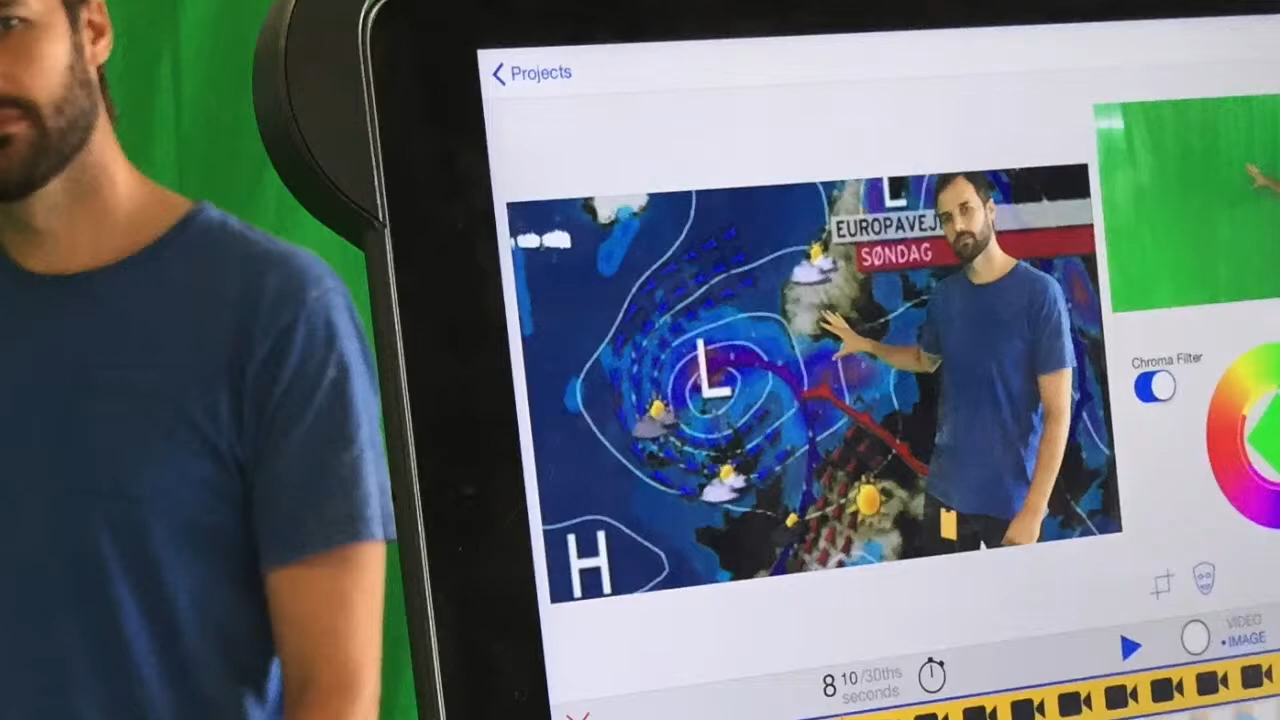 Projects
L
EUROPAVEJ
SØNDAG
L
H
Chroma Filter
8 10/30ths
seconds
VIDEO
• IMAGE